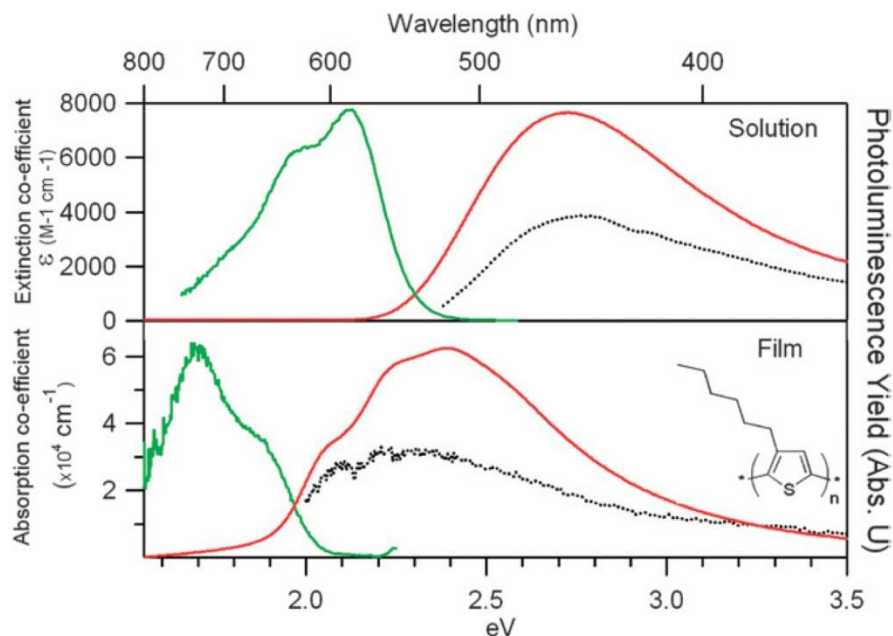 Wavelength (nm)
800 700 600 500 400
Extinction co-efficient
ε (M-1 cm -1)
8000
6000
4000
2000
0
Solution
Absorption co-efficient
(x10⁴ cm⁻¹)
6
4
2
Film
* ( S ) * n
2.0 2.5 3.0 3.5
eV
Photoluminescence Yield (Abs. U)